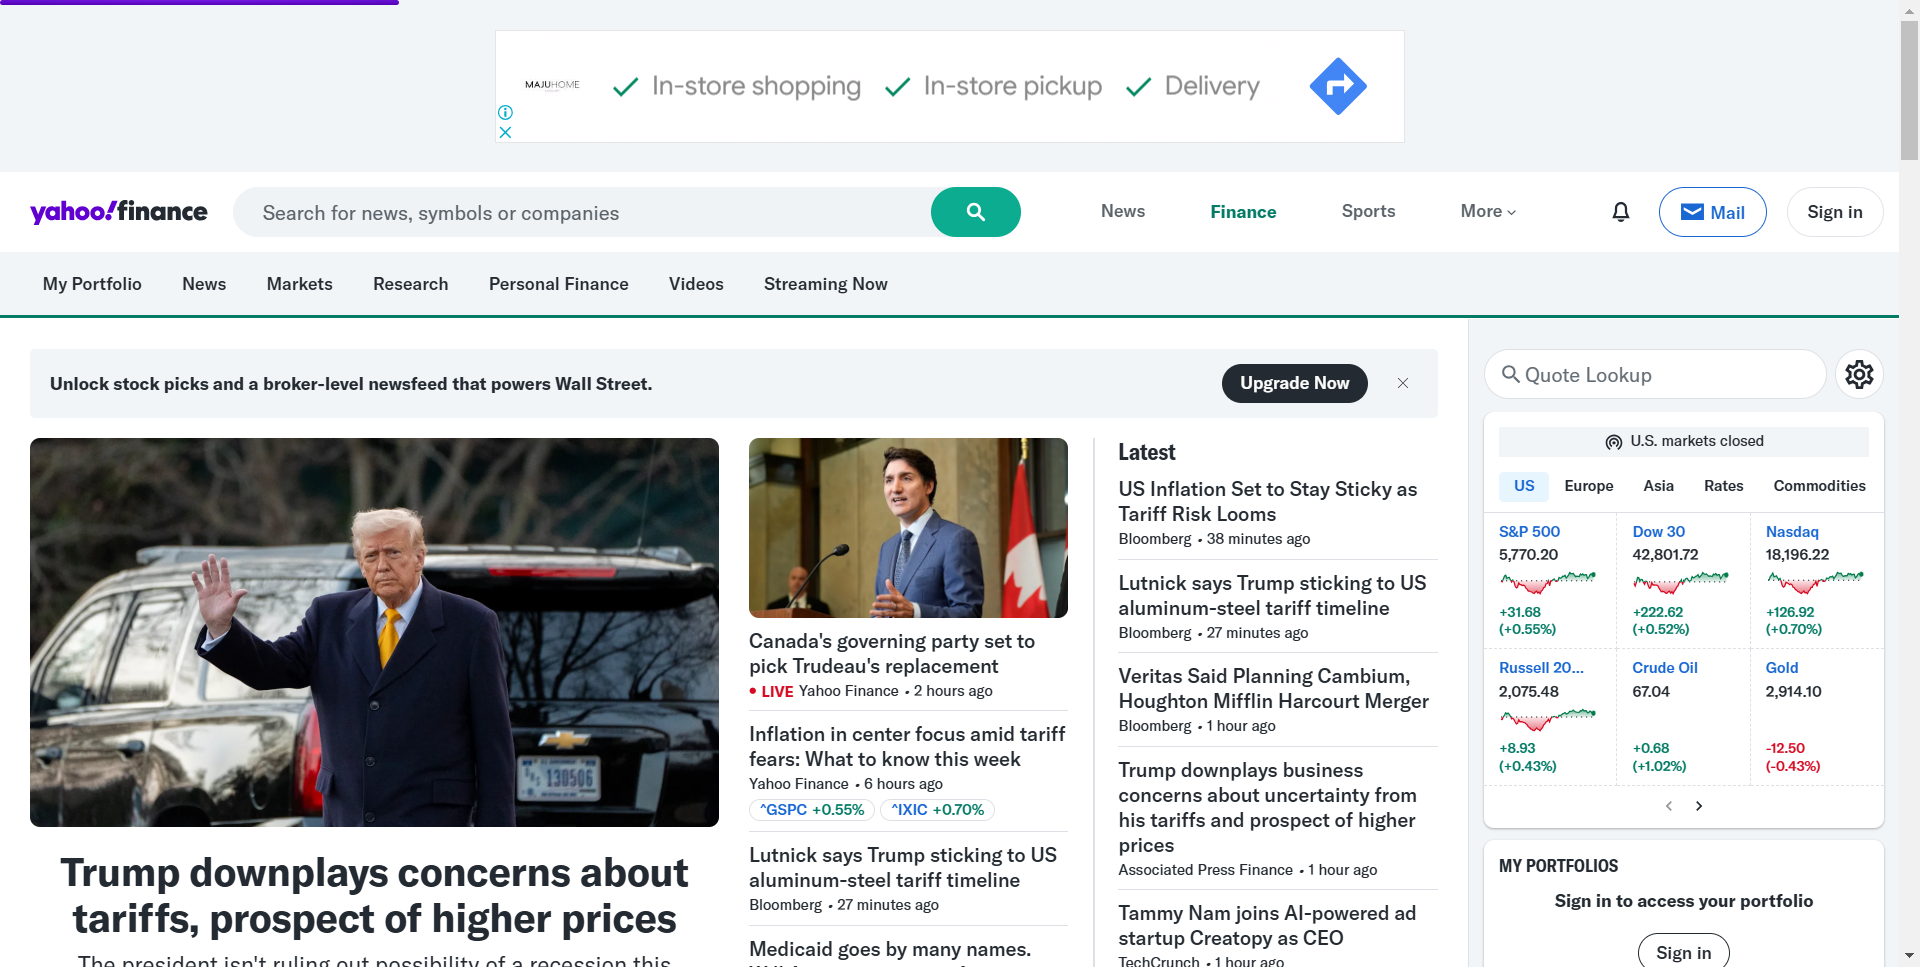 MAJUHOME
In-store shopping
In-store pickup
Delivery
yahoo!finance
Search for news, symbols or companies
News
Finance
Sports
More
Mail
Sign in
My Portfolio
News
Markets
Research
Personal Finance
Videos
Streaming Now
Unlock stock picks and a broker-level newsfeed that powers Wall Street.
Upgrade Now
130506
Trump downplays concerns about
tariffs, prospect of higher prices
The president isn't ruling out possibility of a recession this
Canada's governing party set to
pick Trudeau's replacement
• LIVE Yahoo Finance • 2 hours ago
Inflation in center focus amid tariff
fears: What to know this week
Yahoo Finance • 6 hours ago
^GSPC +0.55%
^IXIC +0.70%
Lutnick says Trump sticking to US
aluminum-steel tariff timeline
Bloomberg • 27 minutes ago
Medicaid goes by many names.
Latest
US Inflation Set to Stay Sticky as
Tariff Risk Looms
Bloomberg • 38 minutes ago
Lutnick says Trump sticking to US
aluminum-steel tariff timeline
Bloomberg • 27 minutes ago
Veritas Said Planning Cambium,
Houghton Mifflin Harcourt Merger
Bloomberg • 1 hour ago
Trump downplays business
concerns about uncertainty from
his tariffs and prospect of higher
prices
Associated Press Finance • 1 hour ago
Tammy Nam joins AI-powered ad
startup Creatopy as CEO
TechCrunch • 1 hour ago
Quote Lookup
U.S. markets closed
US
Europe
Asia
Rates
Commodities
S&P 500
5,770.20
+31.68
(+0.55%)
Dow 30
42,801.72
+222.62
(+0.52%)
Nasdaq
18,196.22
+126.92
(+0.70%)
Russell 20...
2,075.48
+8.93
(+0.43%)
Crude Oil
67.04
+0.68
(+1.02%)
Gold
2,914.10
-12.50
(-0.43%)
MY PORTFOLIOS
Sign in to access your portfolio
Sign in